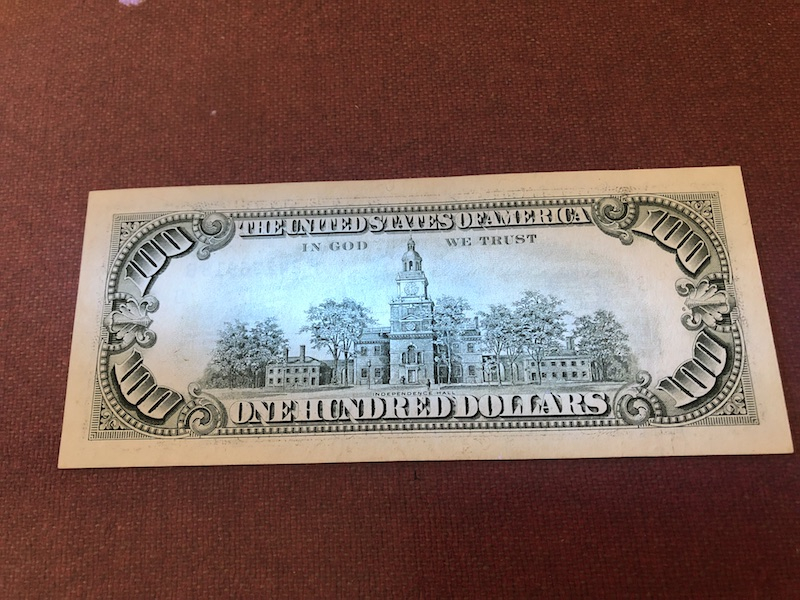 100 THE UNITED STATES OF AMERICA 100
IN GOD WE TRUST
INDEPENDENCE HALL
100 ONE HUNDRED DOLLARS 100